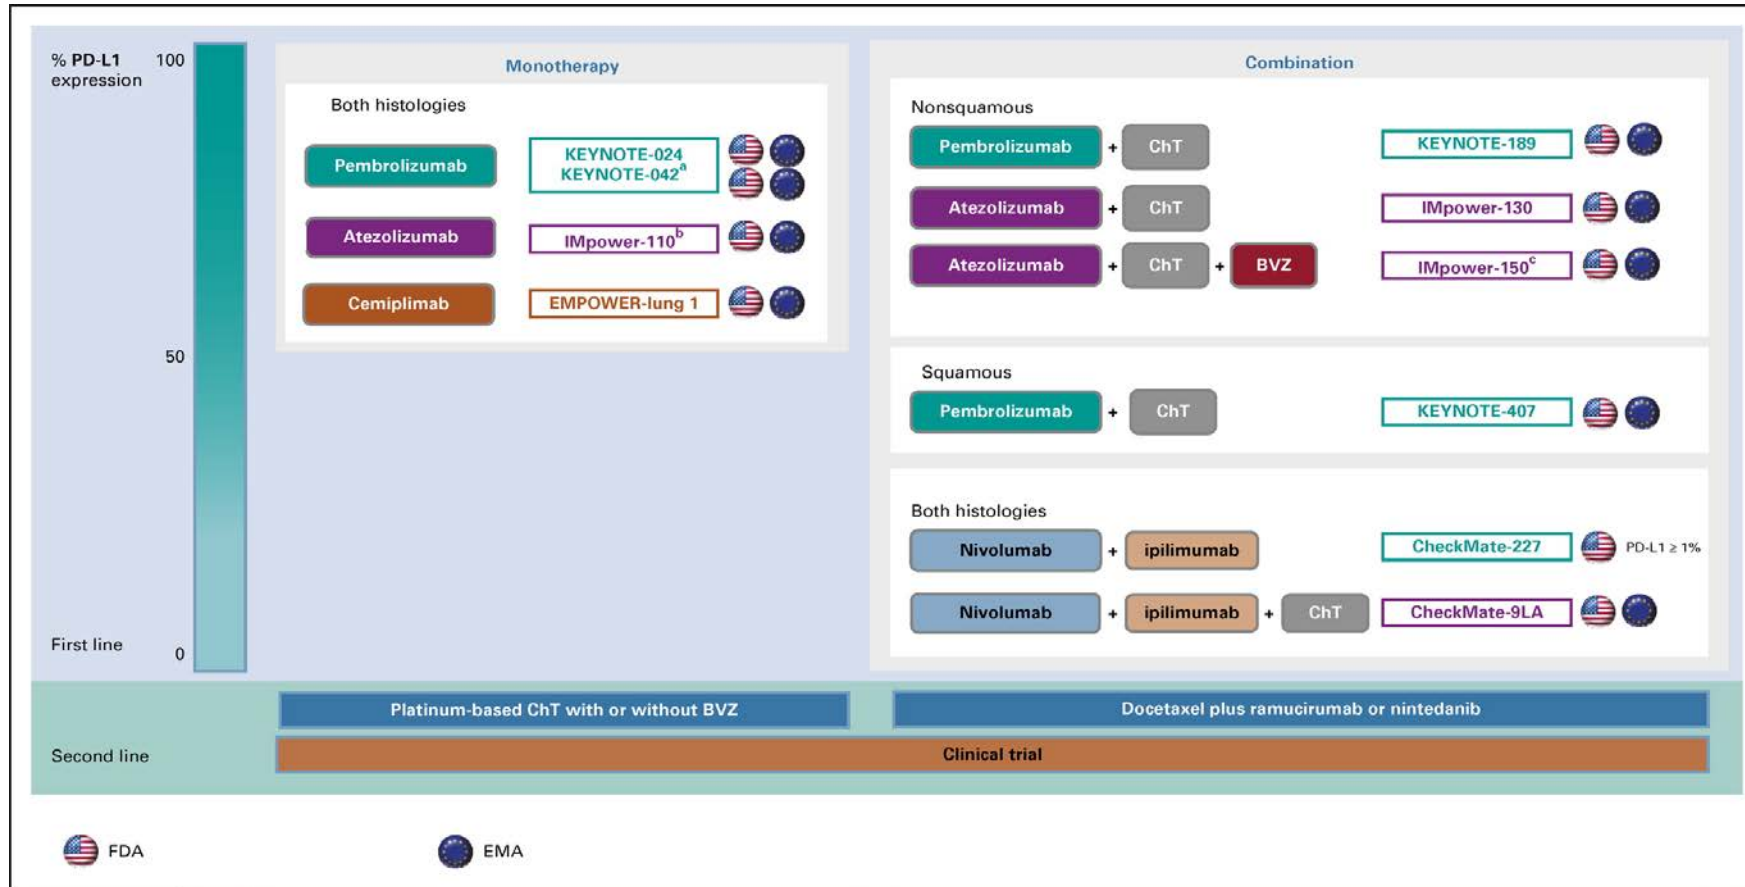 % PD-L1
expression
100
50
First line
0
Monotherapy
Both histologies
Pembrolizumab
KEYNOTE-024
KEYNOTE-042a
Atezolizumab
IMpower-110b
Cemiplimab
EMPOWER-lung 1
Combination
Nonsquamous
Pembrolizumab + ChT KEYNOTE-189
Atezolizumab + ChT IMpower-130
Atezolizumab + ChT + BVZ IMpower-150c
Squamous
Pembrolizumab + ChT KEYNOTE-407
Both histologies
Nivolumab + ipilimumab CheckMate-227 PD-L1 ≥ 1%
Nivolumab + ipilimumab + ChT CheckMate-9LA
Platinum-based ChT with or without BVZ
Docetaxel plus ramucirumab or nintedanib
Second line
Clinical trial
FDA
EMA